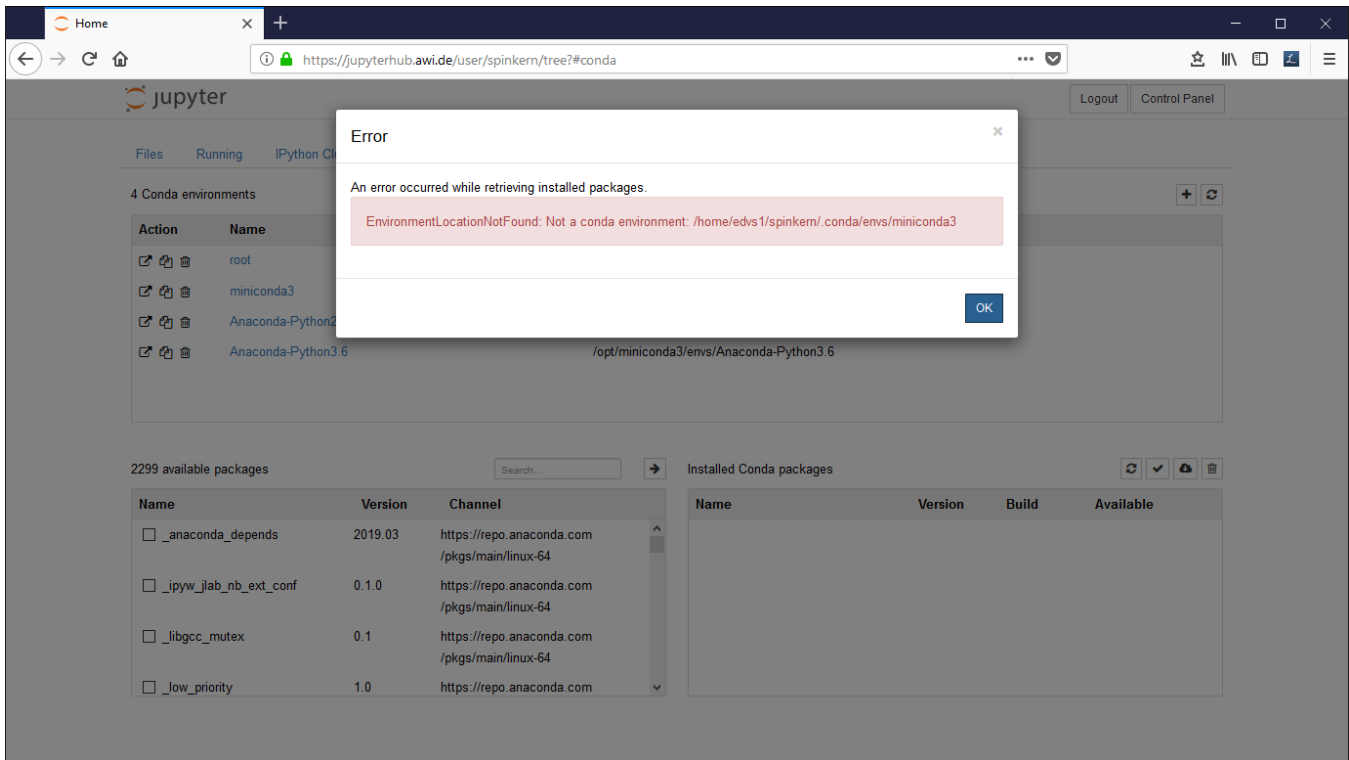 Home
https://jupyterhub.awi.de/user/spinkern/tree?#conda
jupyter
Logout Control Panel
Error
An error occurred while retrieving installed packages.
EnvironmentLocationNotFound: Not a conda environment: /home/edvs1/spinkern/.conda/envs/miniconda3
OK
Files Running IPython Cl
4 Conda environments
Action Name
root
miniconda3
Anaconda-Python2
Anaconda-Python3.6 /opt/miniconda3/envs/Anaconda-Python3.6
2299 available packages Search... Installed Conda packages
Name Version Channel Name Version Build Available
_anaconda_depends 2019.03 https://repo.anaconda.com
/pkgs/main/linux-64
_ipyw_jlab_nb_ext_conf 0.1.0 https://repo.anaconda.com
/pkgs/main/linux-64
_libgcc_mutex 0.1 https://repo.anaconda.com
/pkgs/main/linux-64
_low_priority 1.0 https://repo.anaconda.com